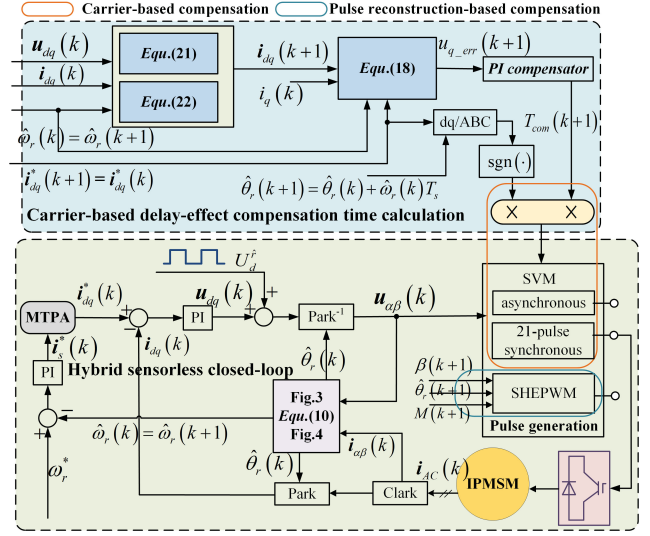 Carrier-based compensation Pulse reconstruction-based compensation
u_dq(k)
i_dq(k)
Equ.(21)
Equ.(22)
i_dq(k+1)
i_q(k)
Equ.(18)
u_q_err(k+1)
PI compensator
ω̂_r(k) = ω̂_r(k+1)
i*_dq(k+1) = i*_dq(k)
dq/ABC
T_com(k+1)
sgn(·)
θ̂_r(k+1) = θ̂_r(k) + ω̂_r(k)T_s
Carrier-based delay-effect compensation time calculation
× ×
U_d^r̂
i*_dq(k)
u_dq(k)
u_αβ(k)
SVM
asynchronous
21-pulse
synchronous
MTPA
+
−
PI
+
+
Park⁻¹
i*_s(k)
i_dq(k)
θ̂_r(k)
PI
Hybrid sensorless closed-loop
β(k+1)
θ̂_r(k+1)
M(k+1)
SHEPWM
Pulse generation
Fig.3
Equ.(10)
Fig.4
−
+
ω̂_r(k) = ω̂_r(k+1)
i_αβ(k)
ω*_r
θ̂_r(k)
i_AC(k)
Park
Clark
IPMSM